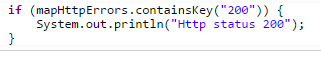 if (mapHttpErrors.containsKey("200")) {
    System.out.println("Http status 200");
}